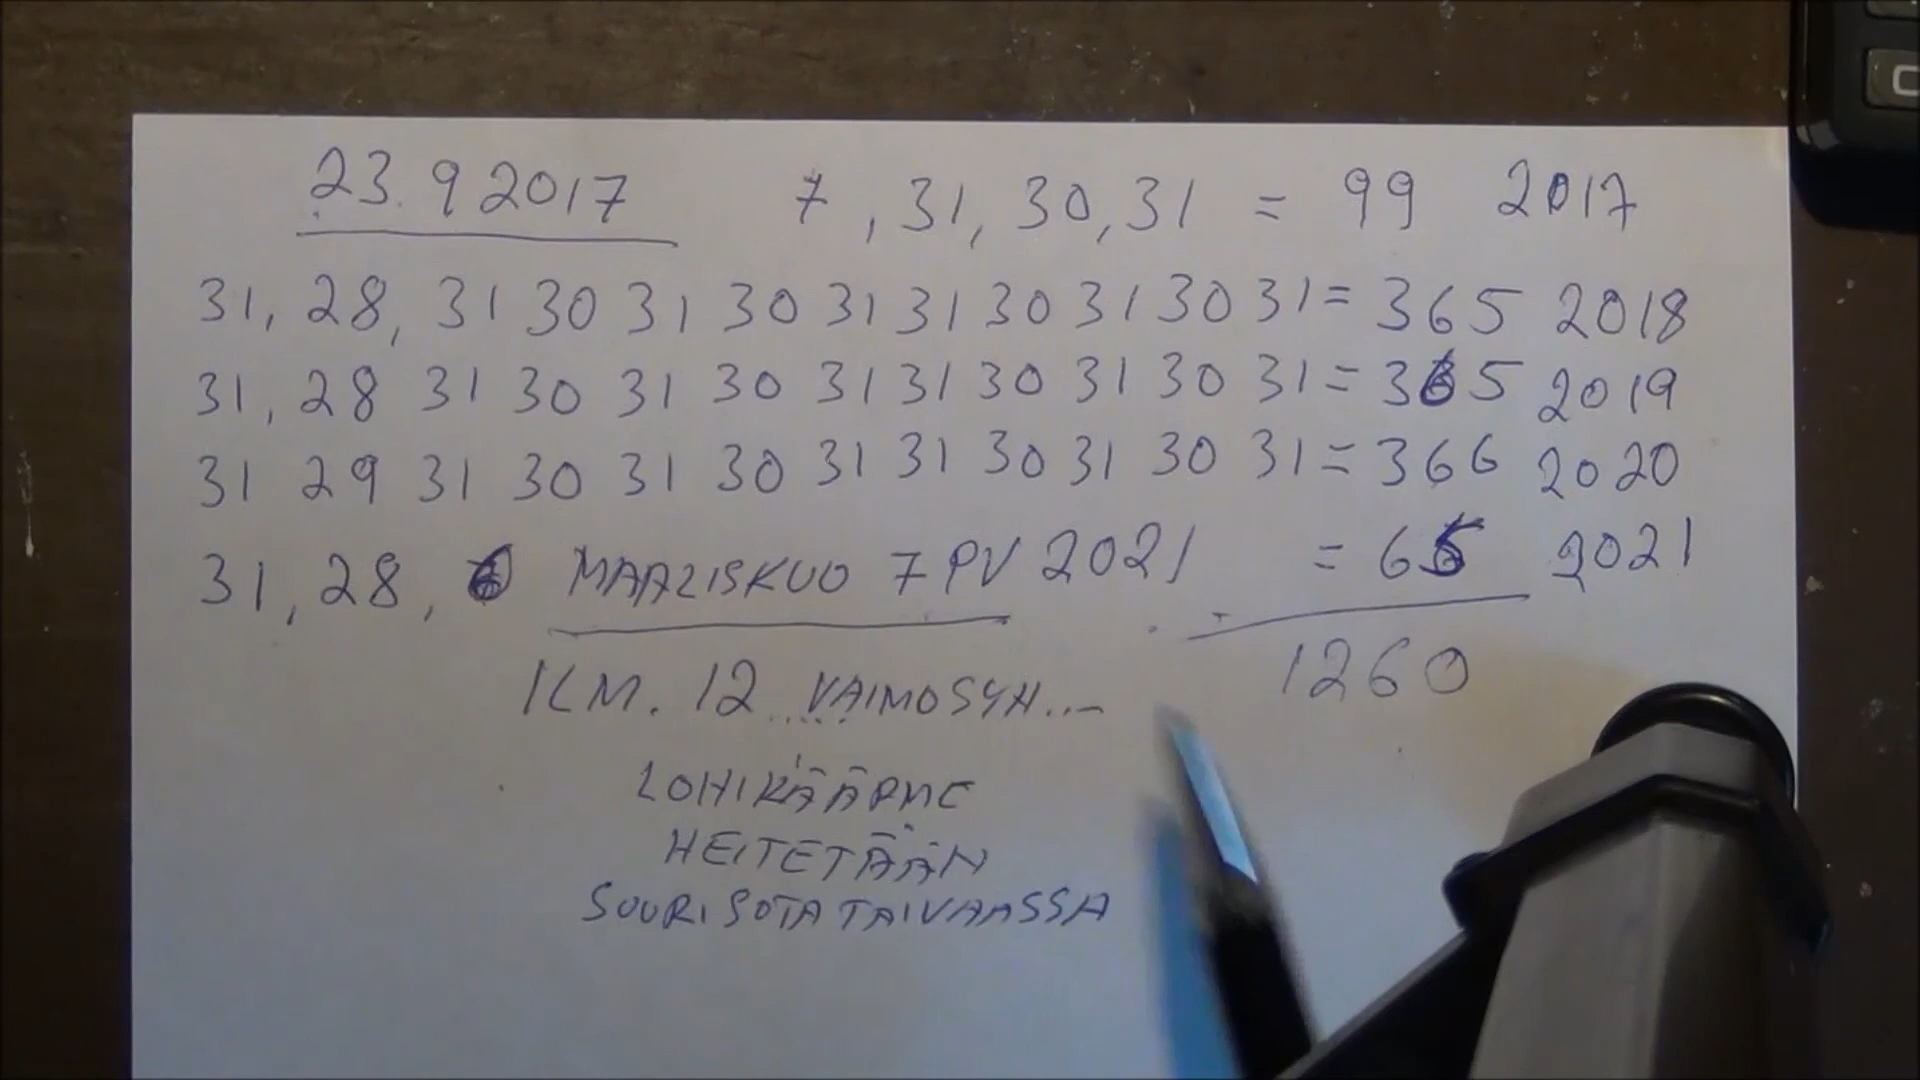 23.9 2017 7, 31, 30, 31 = 99 2017
31, 28, 31 30 31 30 31 31 30 31 30 31 = 365 2018
31, 28 31 30 31 30 31 31 30 31 30 31 = 365 2019
31 29 31 30 31 30 31 31 30 31 30 31 = 366 2020
31, 28, 6 MAALISKUO 7 PV 2021 = 65 2021
1260
ILM. 12 ..... VAIMO SYN...
LOHIKÄÄRME
HEITETÄÄN
SUURI SOTA TAIVAASSA
C